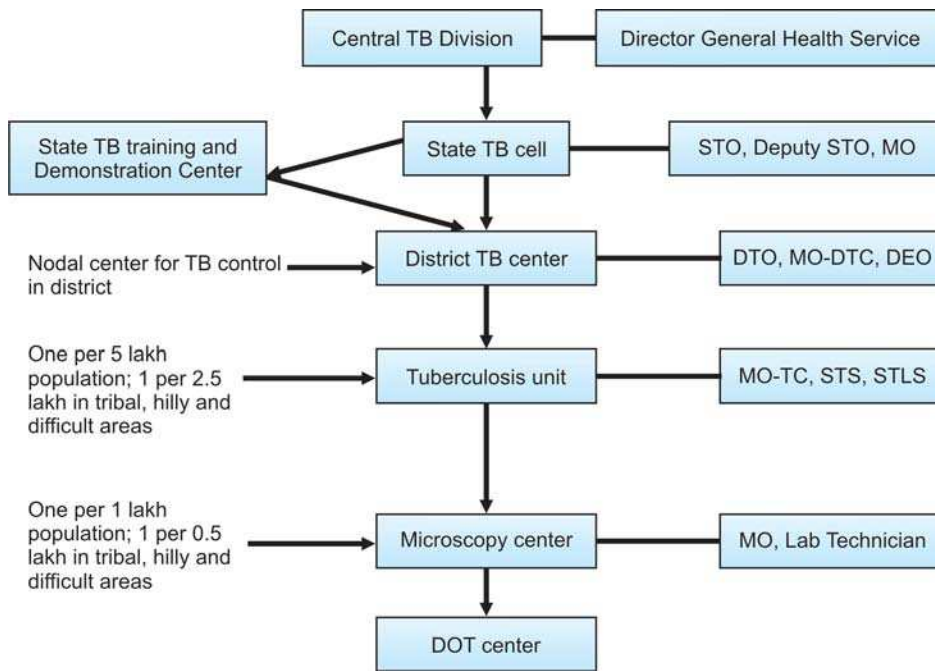 Central TB Division
Director General Health Service
State TB training and
Demonstration Center
State TB cell
STO, Deputy STO, MO
Nodal center for TB control
in district
District TB center
DTO, MO-DTC, DEO
One per 5 lakh
population; 1 per 2.5
lakh in tribal, hilly and
difficult areas
Tuberculosis unit
MO-TC, STS, STLS
One per 1 lakh
population; 1 per 0.5
lakh in tribal, hilly and
difficult areas
Microscopy center
MO, Lab Technician
DOT center